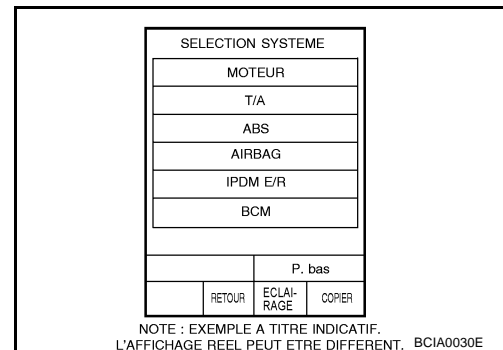 SELECTION SYSTEME
MOTEUR
T/A
ABS
AIRBAG
IPDM E/R
BCM
P. bas
RETOUR
ECLAI-
RAGE
COPIER
NOTE : EXEMPLE A TITRE INDICATIF.
L'AFFICHAGE REEL PEUT ETRE DIFFERENT. BCIA0030E